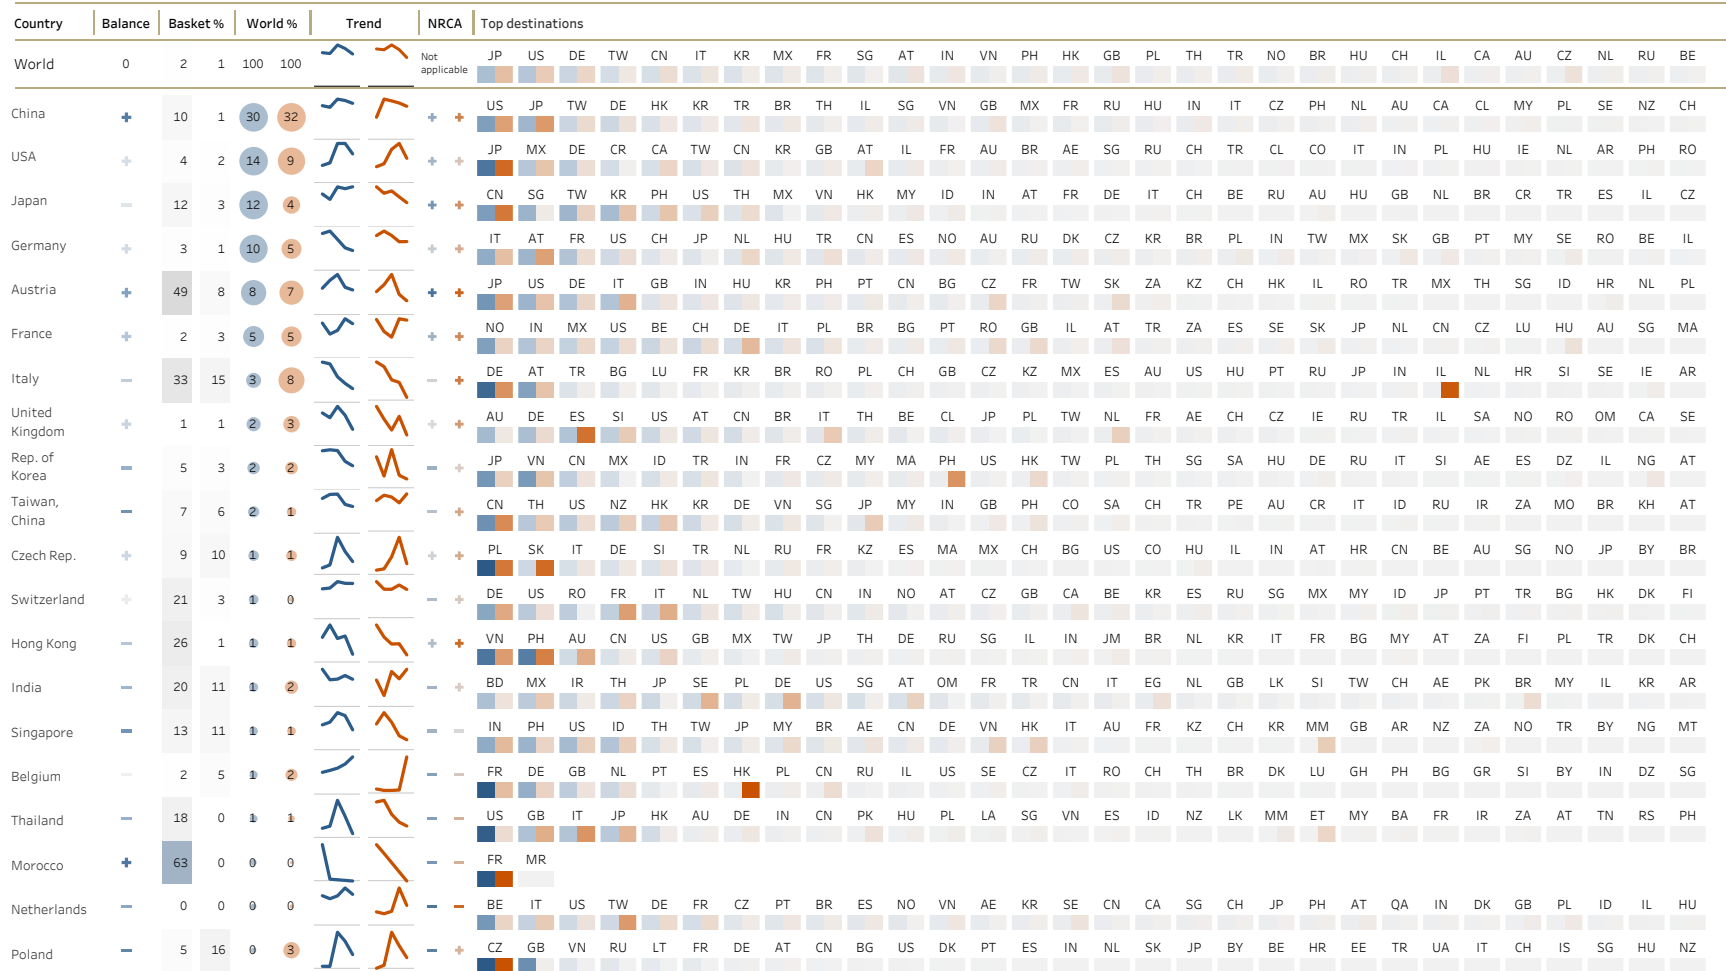 Country Balance Basket % World % Trend NRCA Top destinations
World 0 2 1 100 100 Not applicable JP US DE TW CN IT KR MX FR SG AT IN VN PH HK GB PL TH TR NO BR HU CH IL CA AU CZ NL RU BE
China + 10 1 30 32 + + US JP TW DE HK KR TR BR TH IL SG VN GB MX FR RU HU IN IT CZ PH NL AU CA CL MY PL SE NZ CH
USA + 4 2 14 9 + + JP MX DE CR CA TW CN KR GB AT IL FR AU BR AE SG RU CH TR CL CO IT IN PL HU IE NL AR PH RO
Japan − 12 3 12 4 + + CN SG TW KR PH US TH MX VN HK MY ID IN AT FR DE IT CH BE RU AU HU GB NL BR CR TR ES IL CZ
Germany + 3 1 10 5 + + IT AT FR US CH JP NL HU TR CN ES NO AU RU DK CZ KR BR PL IN TW MX SK GB PT MY SE RO BE IL
Austria + 49 8 8 7 + + JP US DE IT GB IN HU KR PH PT CN BG CZ FR TW SK ZA KZ CH HK IL RO TR MX TH SG ID HR NL PL
France + 2 3 5 5 + + NO IN MX US BE CH DE IT PL BR BG PT RO GB IL AT TR ZA ES SE SK JP NL CN CZ LU HU AU SG MA
Italy − 33 15 3 8 − + DE AT TR BG LU FR KR BR RO PL CH GB CZ KZ MX ES AU US HU PT RU JP IN IL NL HR SI SE IE AR
United Kingdom + 1 1 2 3 + + AU DE ES SI US AT CN BR IT TH BE CL JP PL TW NL FR AE CH CZ IE RU TR IL SA NO RO OM CA SE
Rep. of Korea − 5 3 2 2 − + JP VN CN MX ID TR IN FR CZ MY MA PH US HK TW PL TH SG SA HU DE RU IT SI AE ES DZ IL NG AT
Taiwan, China − 7 6 2 1 − + CN TH US NZ HK KR DE VN SG JP MY IN GB PH CO SA CH TR PE AU CR IT ID RU IR ZA MO BR KH AT
Czech Rep. + 9 10 1 1 + + PL SK IT DE SI TR NL RU FR KZ ES MA MX CH BG US CO HU IL IN AT HR CN BE AU SG NO JP BY BR
Switzerland + 21 3 1 0 − + DE US RO FR IT NL TW HU CN IN NO AT CZ GB CA BE KR ES RU SG MX MY ID JP PT TR BG HK DK FI
Hong Kong − 26 1 1 1 + + VN PH AU CN US GB MX TW JP TH DE RU SG IL IN JM BR NL KR IT FR BG MY AT ZA FI PL TR DK CH
India − 20 11 1 2 − + BD MX IR TH JP SE PL DE US SG AT OM FR TR CN IT EG NL GB LK SI TW CH AE PK BR MY IL KR AR
Singapore − 13 11 1 1 − − IN PH US ID TH TW JP MY BR AE CN DE VN HK IT AU FR KZ CH KR MM GB AR NZ ZA NO TR BY NG MT
Belgium − 2 5 1 2 − − FR DE GB NL PT ES HK PL CN RU IL US SE CZ IT RO CH TH BR DK LU GH PH BG GR SI BY IN DZ SG
Thailand − 18 0 1 1 − − US GB IT JP HK AU DE IN CN PK HU PL LA SG VN ES ID NZ LK MM ET MY BA FR IR ZA AT TN RS PH
Morocco + 63 0 0 0 − − FR MR
Netherlands − 0 0 0 0 − − BE IT US TW DE FR CZ PT BR ES NO VN AE KR SE CN CA SG CH JP PH AT QA IN DK GB PL ID IL HU
Poland − 5 16 0 3 − + CZ GB VN RU LT FR DE AT CN BG US DK PT ES IN NL SK JP BY BE HR EE TR UA IT CH IS SG HU NZ